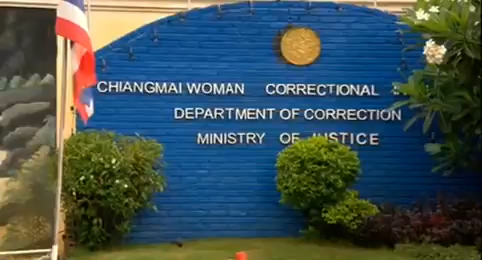 CHIANGMAI WOMAN CORRECTIONAL
DEPARTMENT OF CORRECTION
MINISTRY OF JUSTICE